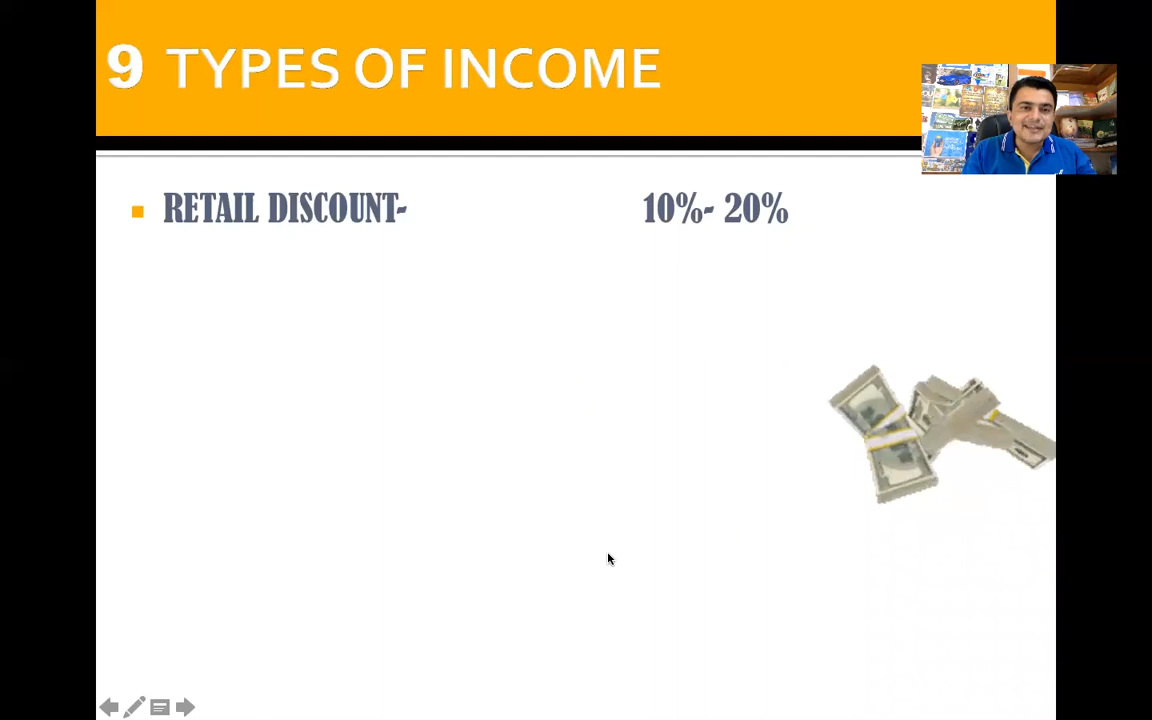 9 TYPES OF INCOME
RETAIL DISCOUNT- 10%- 20%